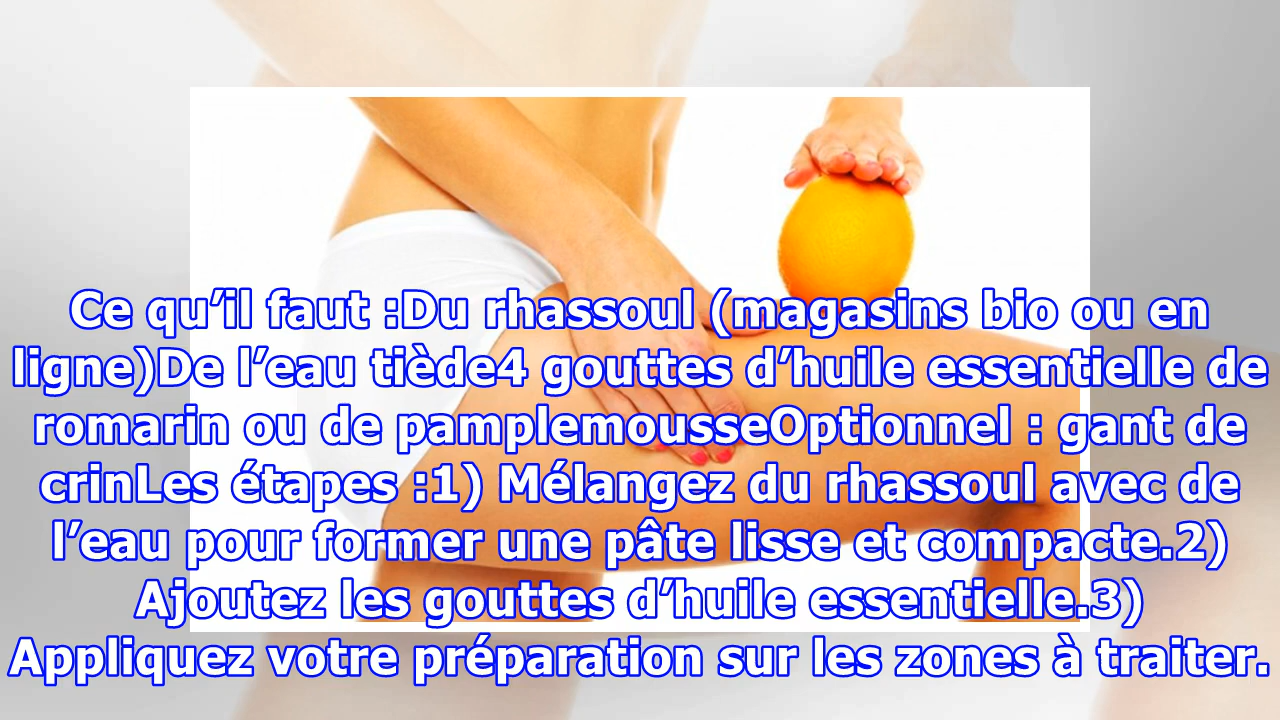 Ce qu’il faut :Du rhassoul (magasins bio ou en
ligne)De l’eau tiède4 gouttes d’huile essentielle de
romarin ou de pamplemousseOptionnel : gant de
crinLes étapes :1) Mélangez du rhassoul avec de
l’eau pour former une pâte lisse et compacte.2)
Ajoutez les gouttes d’huile essentielle.3)
Appliquez votre préparation sur les zones à traiter.